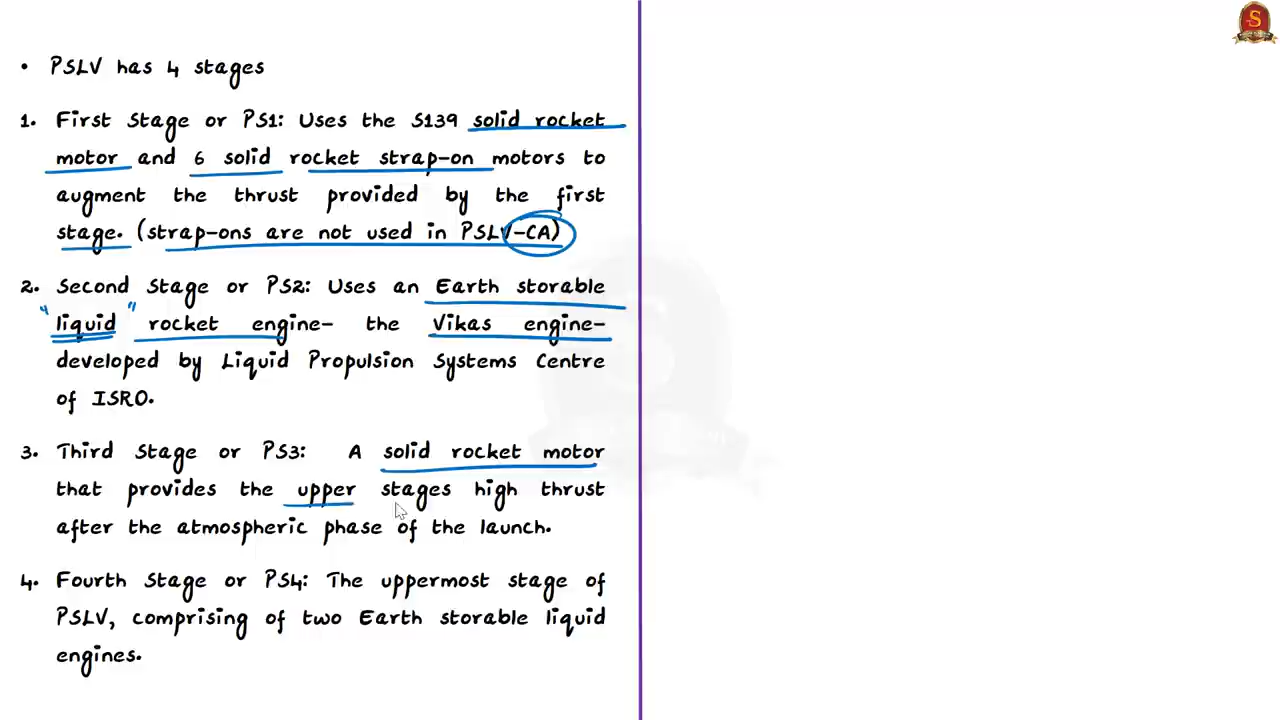 • PSLV has 4 stages
1. First Stage or PS1: Uses the S139 solid rocket
motor and 6 solid rocket strap-on motors to
augment the thrust provided by the first
stage. (strap-ons are not used in PSLV-CA)
2. Second Stage or PS2: Uses an Earth storable
"liquid" rocket engine- the Vikas engine-
developed by Liquid Propulsion Systems Centre
of ISRO.
3. Third Stage or PS3: A solid rocket motor
that provides the upper stages high thrust
after the atmospheric phase of the launch.
4. Fourth Stage or PS4: The uppermost stage of
PSLV, comprising of two Earth storable liquid
engines.
S